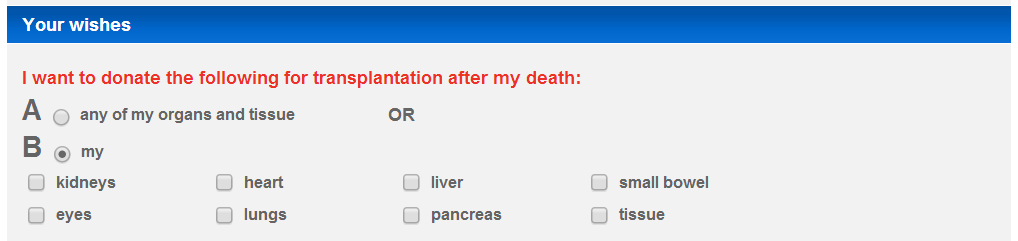 Your wishes
I want to donate the following for transplantation after my death:
A any of my organs and tissue OR
B my
kidneys heart liver small bowel
eyes lungs pancreas tissue